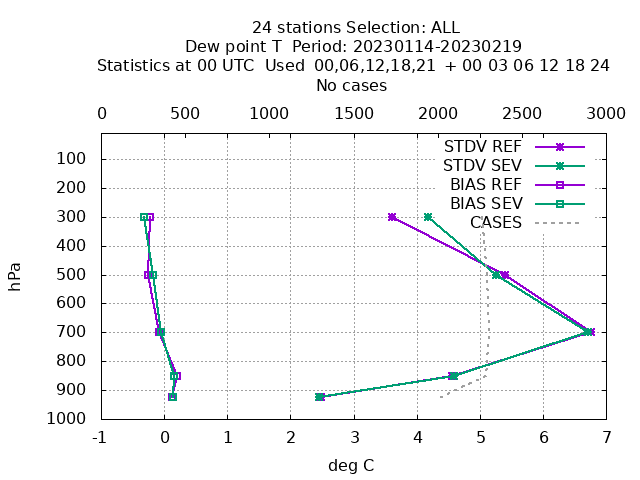 24 stations Selection: ALL
Dew point T  Period: 20230114-20230219
Statistics at 00 UTC  Used  00,06,12,18,21  + 00 03 06 12 18 24
No cases
0 500 1000 1500 2000 2500 3000
STDV REF
STDV SEV
BIAS REF
BIAS SEV
CASES
100
200
300
400
500
600
700
800
900
1000
hPa
-1 0 1 2 3 4 5 6 7
deg C